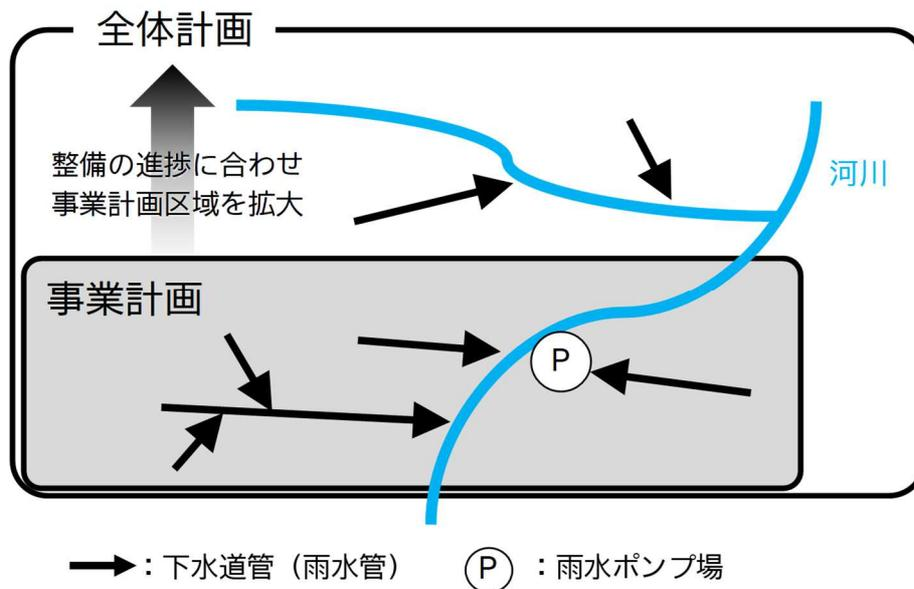 全体計画
整備の進捗に合わせ
事業計画区域を拡大
河川
事業計画
P
：下水道管（雨水管）
P ：雨水ポンプ場